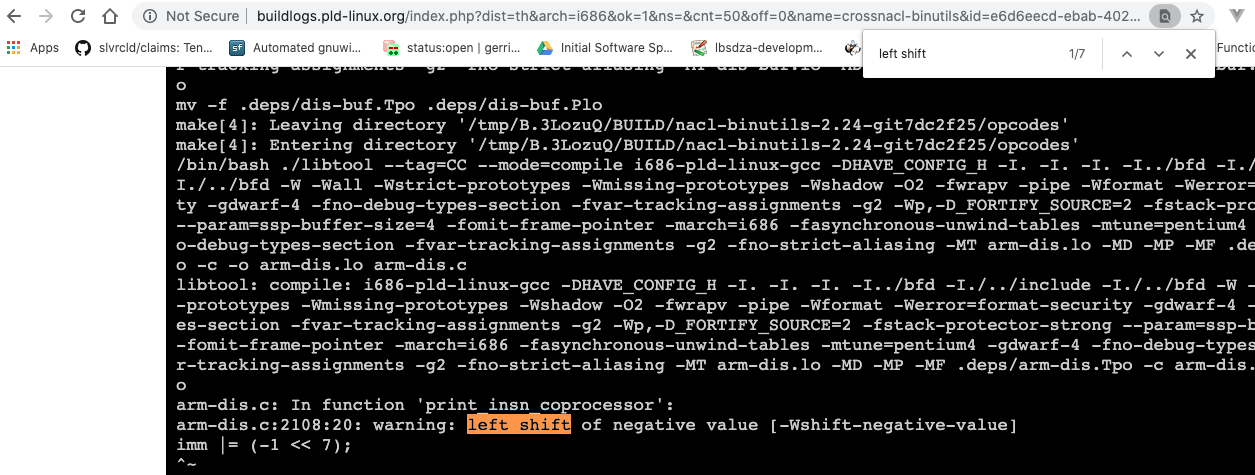 Not Secure | buildlogs.pld-linux.org/index.php?dist=th&arch=i686&ok=1&ns=&cnt=50&off=0&name=crossnacl-binutils&id=e6d6eecd-ebab-402...
Apps slvrcld/claims: Ten... Automated gnuwi... status:open | gerri... Initial Software Sp... lbsdza-developm... Functio
left shift 1/7
o
mv -f .deps/dis-buf.Tpo .deps/dis-buf.Plo
make[4]: Leaving directory '/tmp/B.3LozuQ/BUILD/nacl-binutils-2.24-git7dc2f25/opcodes'
make[4]: Entering directory '/tmp/B.3LozuQ/BUILD/nacl-binutils-2.24-git7dc2f25/opcodes'
/bin/bash ./libtool --tag=CC --mode=compile i686-pld-linux-gcc -DHAVE_CONFIG_H -I. -I. -I. -I../bfd -I./
I./../bfd -W -Wall -Wstrict-prototypes -Wmissing-prototypes -Wshadow -O2 -fwrapv -pipe -Wformat -Werror=
ty -gdwarf-4 -fno-debug-types-section -fvar-tracking-assignments -g2 -Wp,-D_FORTIFY_SOURCE=2 -fstack-pro
--param=ssp-buffer-size=4 -fomit-frame-pointer -march=i686 -fasynchronous-unwind-tables -mtune=pentium4
o-debug-types-section -fvar-tracking-assignments -g2 -fno-strict-aliasing -MT arm-dis.lo -MD -MP -MF .de
o -c -o arm-dis.lo arm-dis.c
libtool: compile: i686-pld-linux-gcc -DHAVE_CONFIG_H -I. -I. -I. -I../bfd -I./../include -I./../bfd -W -
-prototypes -Wmissing-prototypes -Wshadow -O2 -fwrapv -pipe -Wformat -Werror=format-security -gdwarf-4 -
es-section -fvar-tracking-assignments -g2 -Wp,-D_FORTIFY_SOURCE=2 -fstack-protector-strong --param=ssp-b
-fomit-frame-pointer -march=i686 -fasynchronous-unwind-tables -mtune=pentium4 -gdwarf-4 -fno-debug-types
r-tracking-assignments -g2 -fno-strict-aliasing -MT arm-dis.lo -MD -MP -MF .deps/arm-dis.Tpo -c arm-dis.
o
arm-dis.c: In function 'print_insn_coprocessor':
arm-dis.c:2108:20: warning: left shift of negative value [-Wshift-negative-value]
imm |= (-1 << 7);
^~